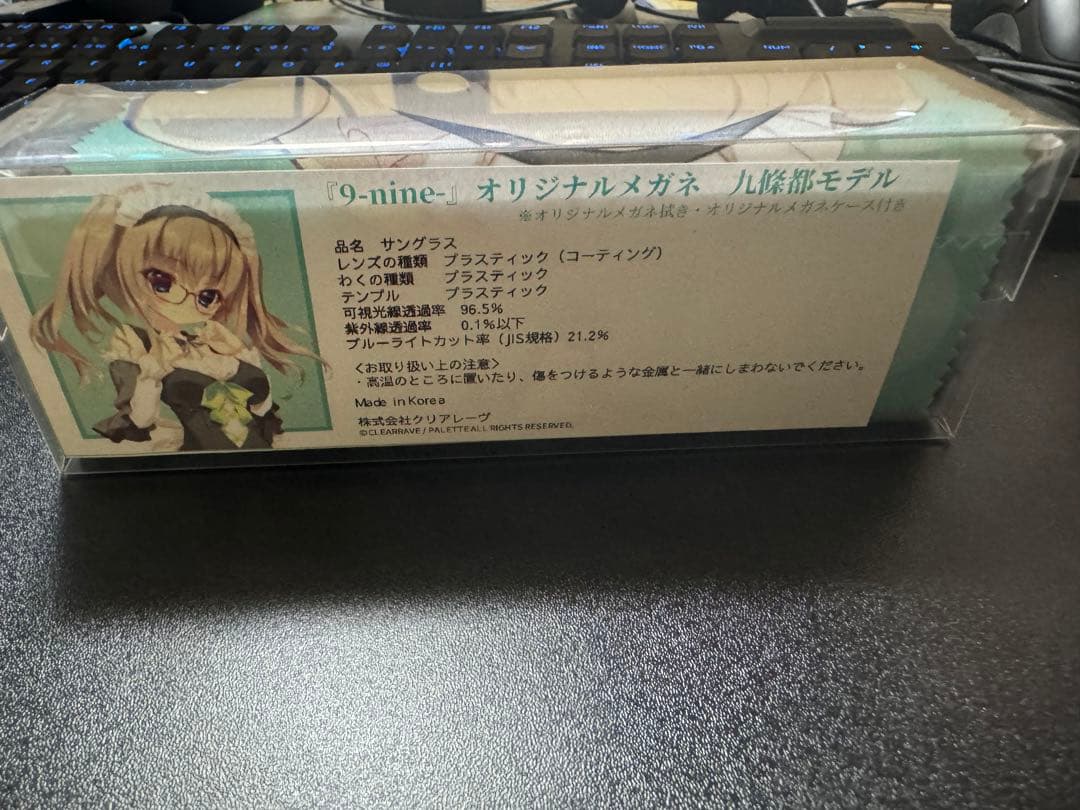 『9-nine-』オリジナルメガネ　九條都モデル
※オリジナルメガネ拭き・オリジナルメガネケース付き
品名　サングラス
レンズの種類　プラスティック（コーティング）
わくの種類　プラスティック
テンプル　プラスティック
可視光線透過率　96.5%
紫外線透過率　0.1%以下
ブルーライトカット率（JIS規格）21.2%
＜お取り扱い上の注意＞
・高温のところに置いたり、傷をつけるような金属と一緒にしまわないでください。
Made in Korea
株式会社クリアレーヴ
©CLEARRAVE / PALETTE ALL RIGHTS RESERVED.